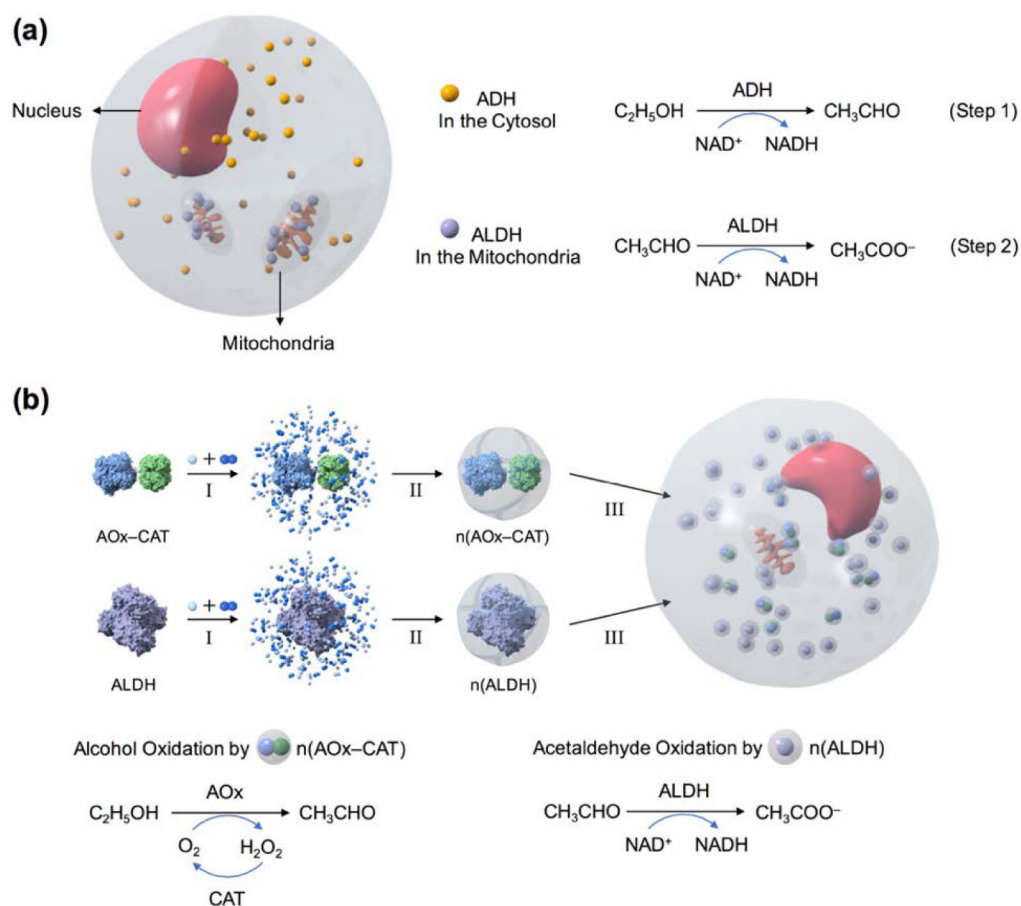 (a)
Nucleus
Mitochondria
ADH
In the Cytosol
C₂H₅OH ADH CH₃CHO (Step 1)
NAD⁺ NADH
ALDH
In the Mitochondria
CH₃CHO ALDH CH₃COO⁻ (Step 2)
NAD⁺ NADH
(b)
+
I II III
AOx–CAT n(AOx–CAT)
+
I II III
ALDH n(ALDH)
Alcohol Oxidation by n(AOx–CAT)
AOx
C₂H₅OH CH₃CHO
O₂ H₂O₂
CAT
Acetaldehyde Oxidation by n(ALDH)
ALDH
CH₃CHO CH₃COO⁻
NAD⁺ NADH